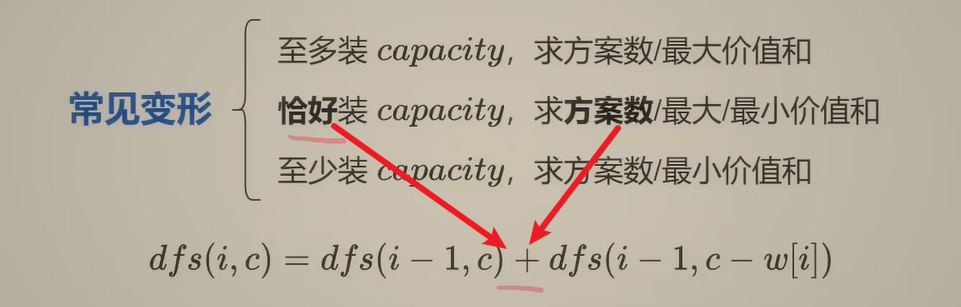 常见变形
至多装 capacity，求方案数/最大价值和
恰好装 capacity，求方案数/最大/最小价值和
至少装 capacity，求方案数/最小价值和
dfs(i, c) = dfs(i − 1, c) + dfs(i − 1, c − w[i])